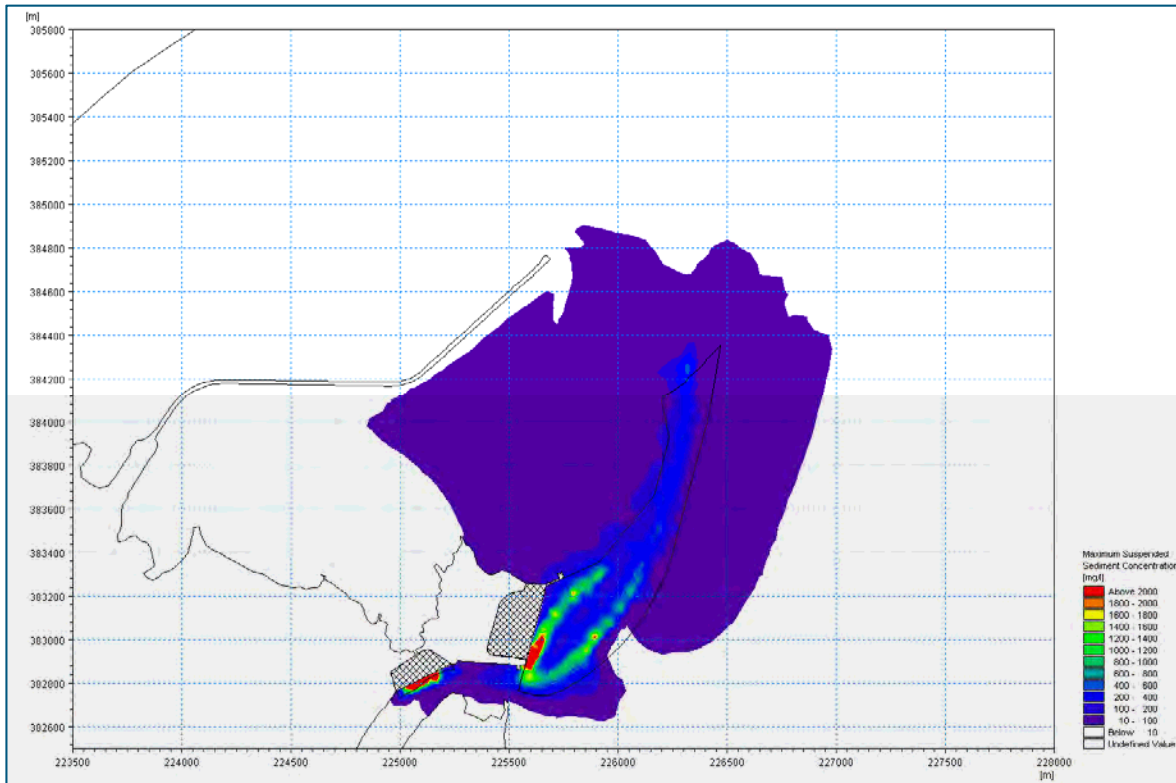 [m]
385000
385600
385400
385200
305000
384800
384600
384400
384200
384000
383800
383600
383400
383200
383000
382800
382600
223500 224000 224500 225000 225500 226000 226500 227000 227500 228000
[m]
Maximum Suspended
Sediment Concentration
[mg/l]
Above 2000
1800 - 2000
1600 - 1800
1400 - 1600
1200 - 1400
1000 - 1200
800 - 1000
600 - 800
400 - 600
200 - 400
100 - 200
10 - 100
Below 10
Undefined Value